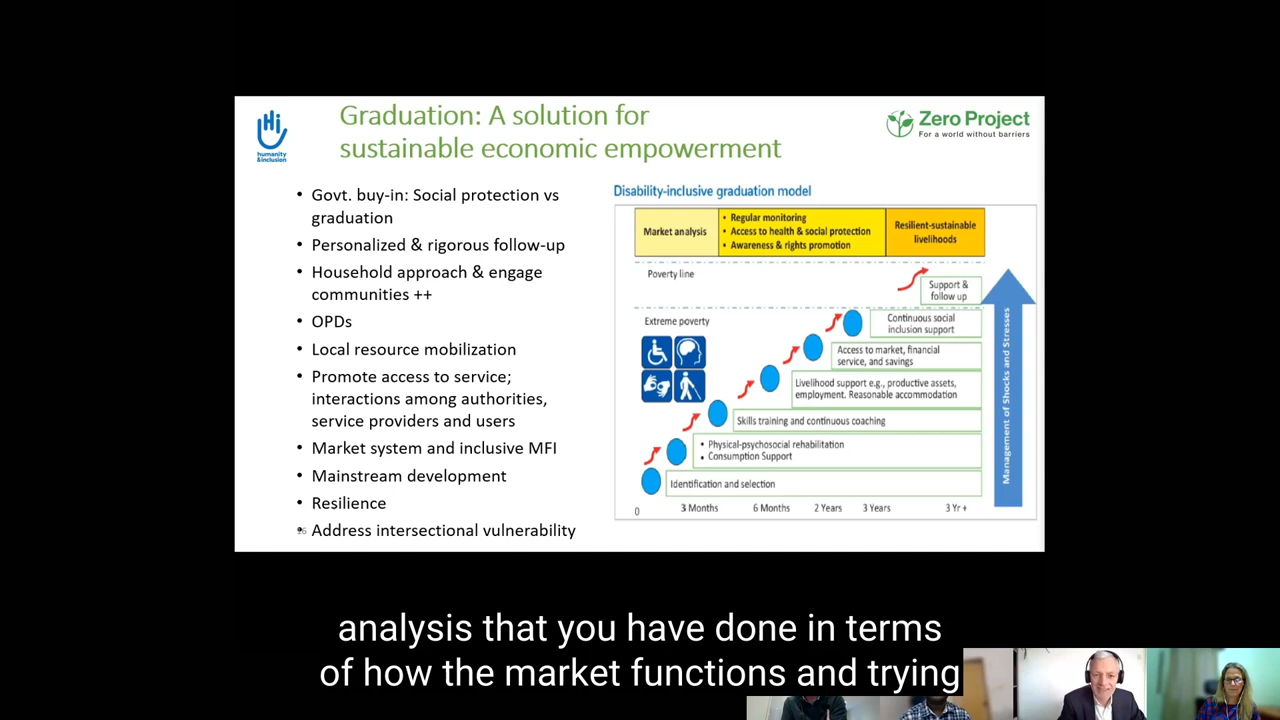 Graduation: A solution for
sustainable economic empowerment
Hi
humanity
&inclusion
Zero Project
For a world without barriers
• Govt. buy-in: Social protection vs
graduation
• Personalized & rigorous follow-up
• Household approach & engage
communities ++
• OPDs
• Local resource mobilization
• Promote access to service;
interactions among authorities,
service providers and users
• Market system and inclusive MFI
• Mainstream development
• Resilience
• Address intersectional vulnerability
Disability-inclusive graduation model
Market analysis
• Regular monitoring
• Access to health & social protection
• Awareness & rights promotion
Resilient-sustainable
livelihoods
Poverty line
Support &
follow up
Extreme poverty
Continuous social
inclusion support
Access to market, financial
service, and savings
Livelihood support e.g., productive assets,
employment. Reasonable accommodation
Skills training and continuous coaching
• Physical-psychosocial rehabilitation
• Consumption Support
Identification and selection
0 3 Months 6 Months 2 Years 3 Years 3 Yr +
Management of Shocks and Stresses
analysis that you have done in terms
of how the market functions and trying